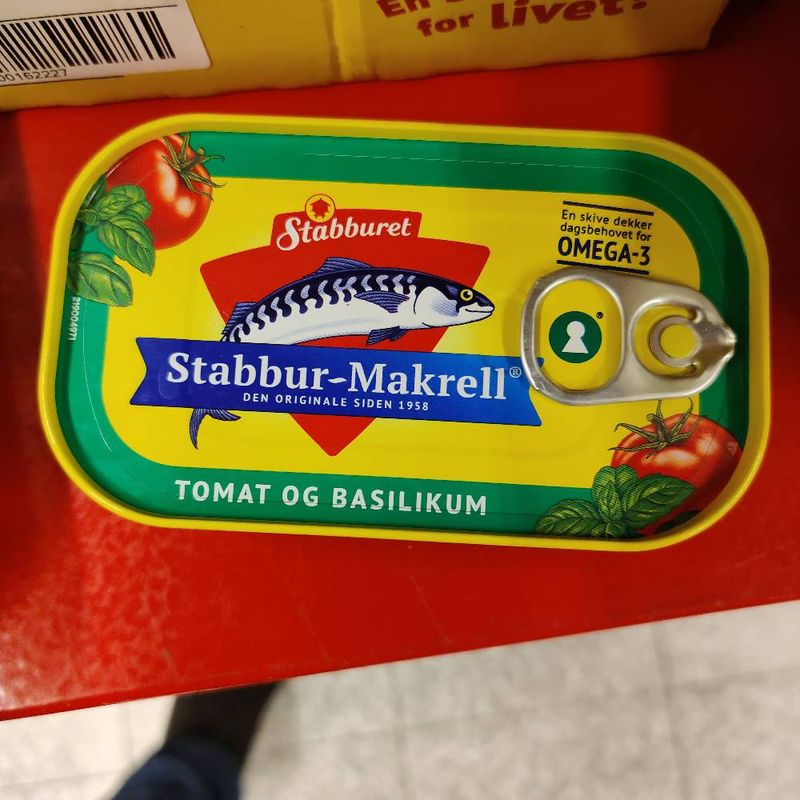 00162227
for livet!
Stabburet
En skive dekker
dagsbehovet for
OMEGA-3
Stabbur-Makrell®
DEN ORIGINALE SIDEN 1958
TOMAT OG BASILIKUM
219004971